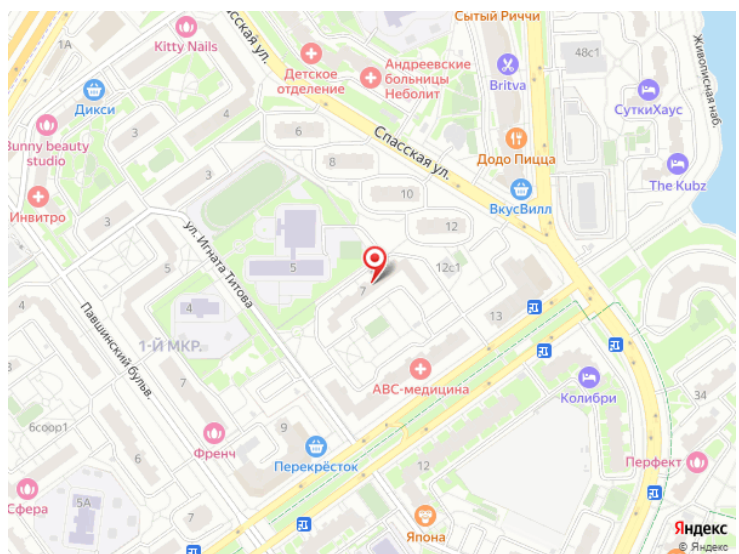 1А
Kitty Nails
Спасская ул.
Сытый Риччи
48с1
Живописная наб.
Детское
отделение
Андреевские
больницы
Неболит
Britva
СуткиХаус
Дикси
4
4
6
Спасская ул.
Додо Пицца
Bunny beauty
studio
3
8
ВкусВилл
The Kubz
Инвитро
3
10
12
ул. Игната Титова
5
5
7
12с1
4
Павшинский бульв.
4
1-Й МКР.
13
7
АВС-медицина
Колибри
34
6соор1
9
Френч
Перекрёсток
6
12
Перфект
Сфера
5А
Япона
Яндекс
© Яндекс